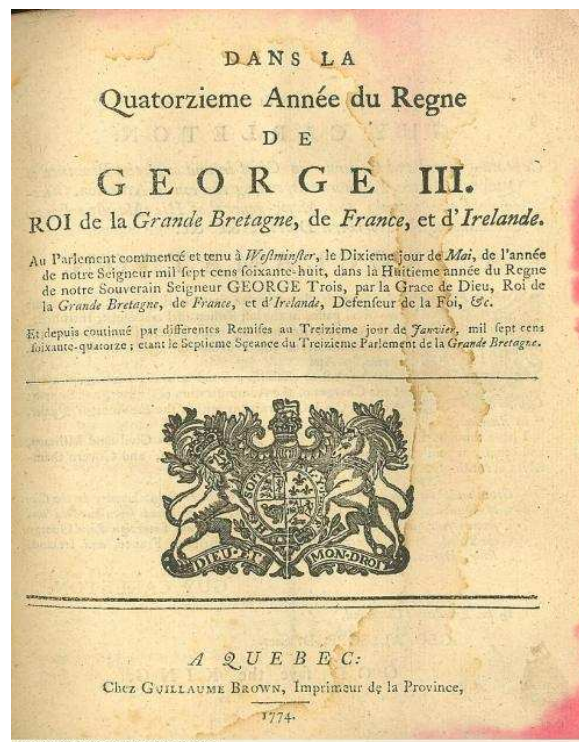 DANS LA
Quatorzieme Année du Regne
DE
GEORGE III.
ROI de la Grande Bretagne, de France, et d'Irelande.
Au Parlement commencé et tenu à Weſtminſter, le Dixieme jour de Mai, de l'année
de notre Seigneur mil ſept cens ſoixante-huit, dans la Huitieme année du Regne
de notre Souverain Seigneur GEORGE Trois, par la Grace de Dieu, Roi de
la Grande Bretagne, de France, et d'Irelande, Defenſeur de la Foi, &c.
Et depuis continué par differentes Remiſes au Treizieme jour de Janvier, mil ſept cens
ſoixante-quatorze; etant le Septieme Sçeance du Treizieme Parlement de la Grande Bretagne.
HONI SOIT
DIEU·ET MON·DROIT
A QUEBEC:
Chez GUILLAUME BROWN, Imprimeur de la Province,
1774.